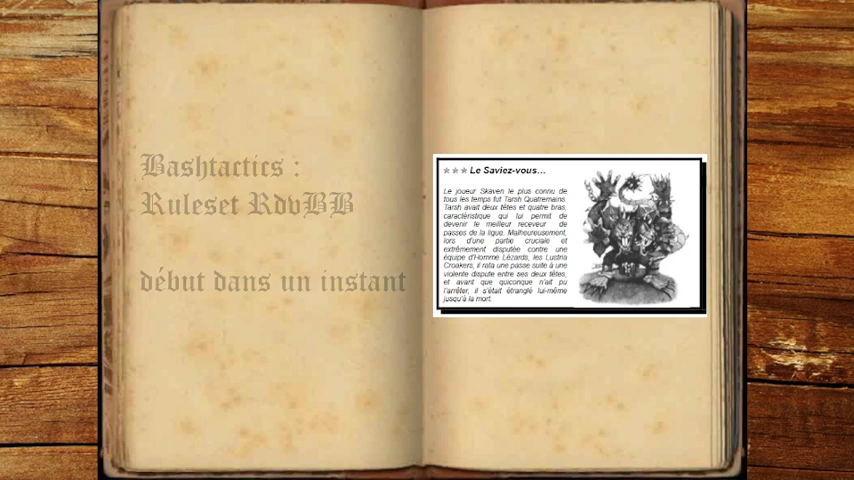 Bashtactics :
Ruleset RdvBB
début dans un instant
*** Le Saviez-vous...
Le joueur Skaven le plus connu de
tous les temps fut Tarsh Quatremains.
Tarsh avait deux têtes et quatre bras,
caractéristique qui lui permit de
devenir le meilleur receveur de
passes de la ligue. Malheureusement,
lors d'une partie cruciale et
extrêmement disputée contre une
équipe d'Homme Lézards, les Lustria
Croakers, il rata une passe suite à une
violente dispute entre ses deux têtes,
et avant que quiconque n'ait pu
l'arrêter, il s'était étranglé lui-même
jusqu'à la mort.